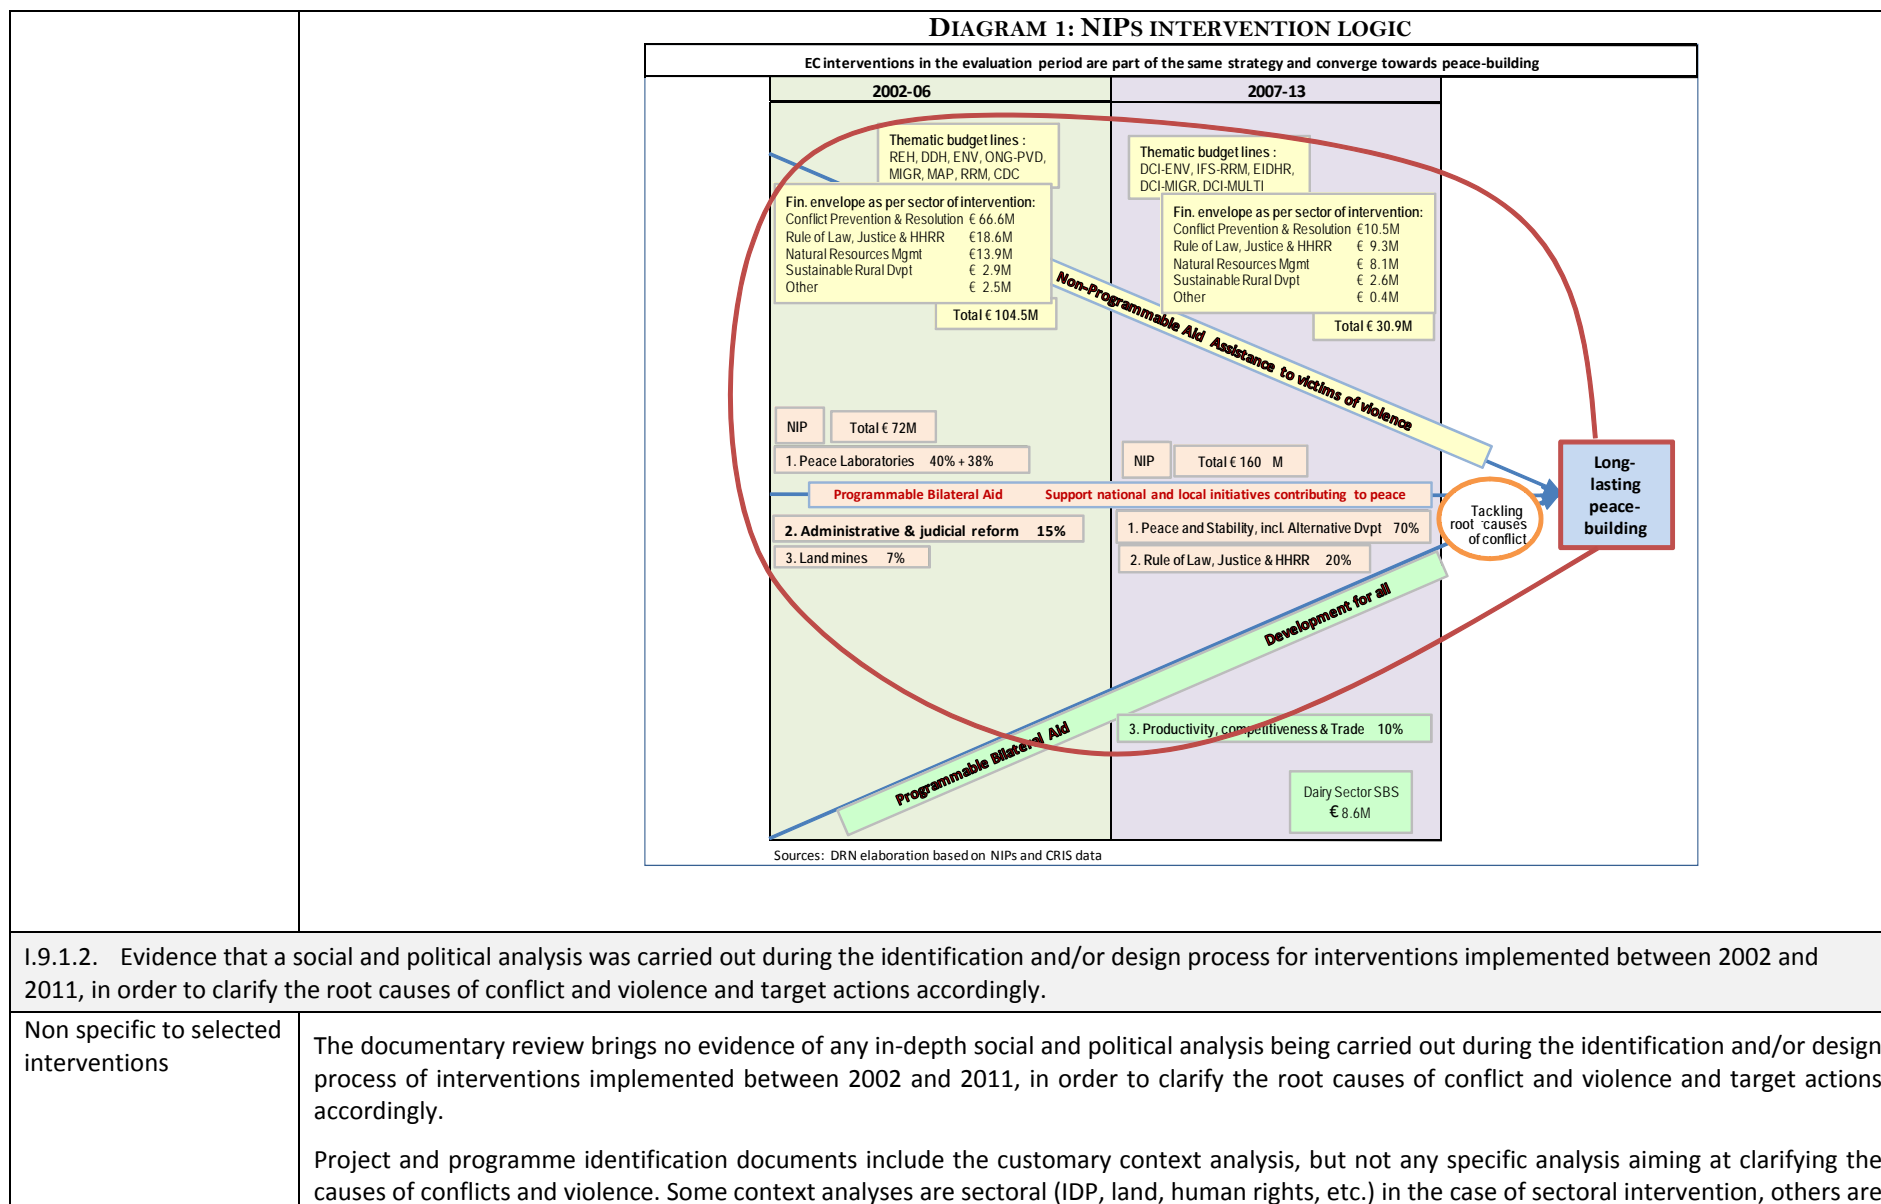 DIAGRAM 1: NIPS INTERVENTION LOGIC
EC interventions in the evaluation period are part of the same strategy and converge towards peace-building
2002-06
2007-13
Thematic budget lines :
REH, DDH, ENV, ONG-PVD,
MIGR, MAP, RRM, CDC
Fin. envelope as per sector of intervention:
Conflict Prevention & Resolution € 66.6M
Rule of Law, Justice & HHRR €18.6M
Natural Resources Mgmt €13.9M
Sustainable Rural Dvpt € 2.9M
Other € 2.5M
Total € 104.5M
Thematic budget lines :
DCI-ENV, IFS-RRM, EIDHR,
DCI-MIGR, DCI-MULTI
Fin. envelope as per sector of intervention:
Conflict Prevention & Resolution €10.5M
Rule of Law, Justice & HHRR € 9.3M
Natural Resources Mgmt € 8.1M
Sustainable Rural Dvpt € 2.6M
Other € 0.4M
Total € 30.9M
Non-Programmable Aid Assistance to victims of violence
NIP
Total € 72M
1. Peace Laboratories 40% + 38%
NIP
Total € 160 M
Programmable Bilateral Aid Support national and local initiatives contributing to peace
2. Administrative & judicial reform 15%
3. Land mines 7%
1. Peace and Stability, incl. Alternative Dvpt 70%
2. Rule of Law, Justice & HHRR 20%
Tackling
root causes
of conflict
Long-
lasting
peace-
building
Programmable Bilateral Aid Development for all
3. Productivity, competitiveness & Trade 10%
Dairy Sector SBS
€ 8.6M
Sources: DRN elaboration based on NIPs and CRIS data
I.9.1.2. Evidence that a social and political analysis was carried out during the identification and/or design process for interventions implemented between 2002 and
2011, in order to clarify the root causes of conflict and violence and target actions accordingly.
Non specific to selected
interventions
The documentary review brings no evidence of any in-depth social and political analysis being carried out during the identification and/or design
process of interventions implemented between 2002 and 2011, in order to clarify the root causes of conflict and violence and target actions
accordingly.
Project and programme identification documents include the customary context analysis, but not any specific analysis aiming at clarifying the
causes of conflicts and violence. Some context analyses are sectoral (IDP, land, human rights, etc.) in the case of sectoral intervention, others are